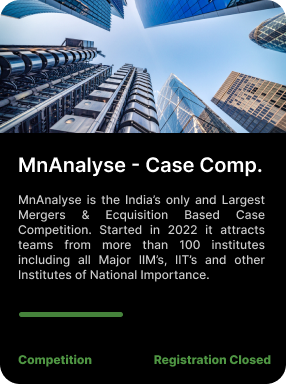 MnAnalyse - Case Comp.
MnAnalyse is the India's only and Largest
Mergers & Ecquisition Based Case
Competition. Started in 2022 it attracts
teams from more than 100 institutes
including all Major IIM's, IIT's and other
Institutes of National Importance.
Competition Registration Closed